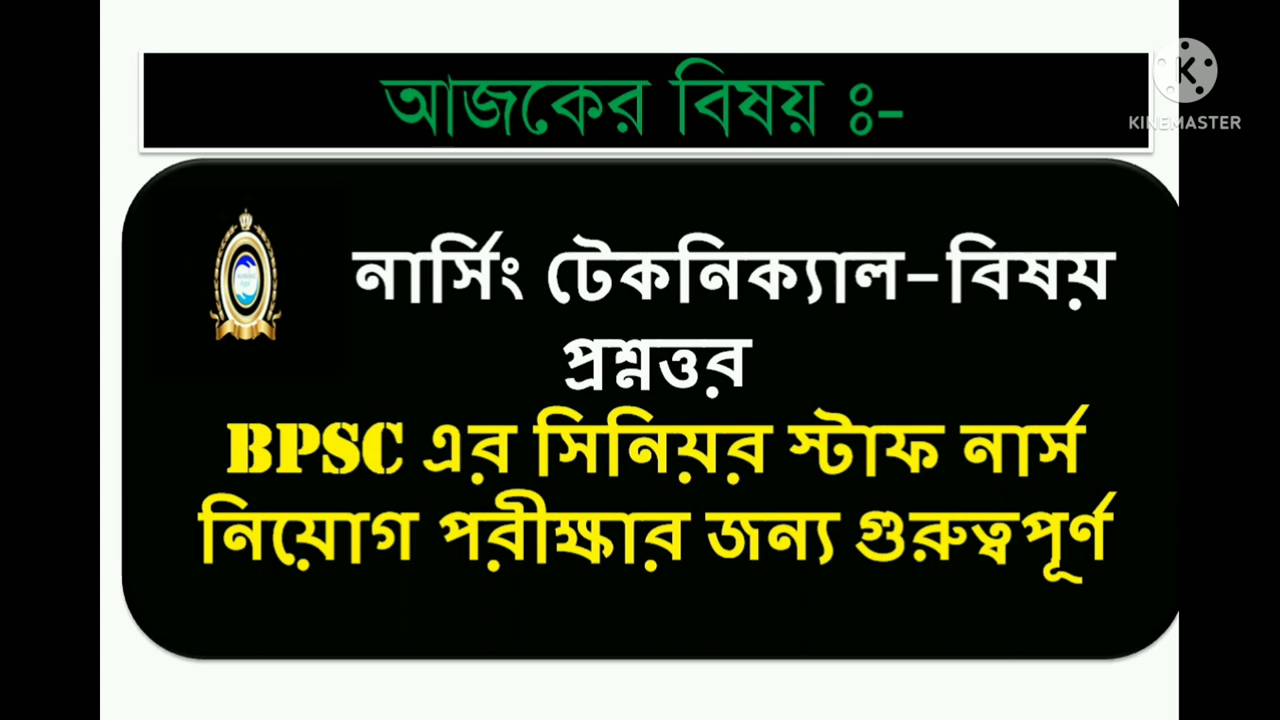 আজকের বিষয় ঃ-
KINEMASTER
নার্সিং টেকনিক্যাল-বিষয়
প্রশ্নত্তর
BPSC এর সিনিয়র স্টাফ নার্স
নিয়োগ পরীক্ষার জন্য গুরুত্বপূর্ণ